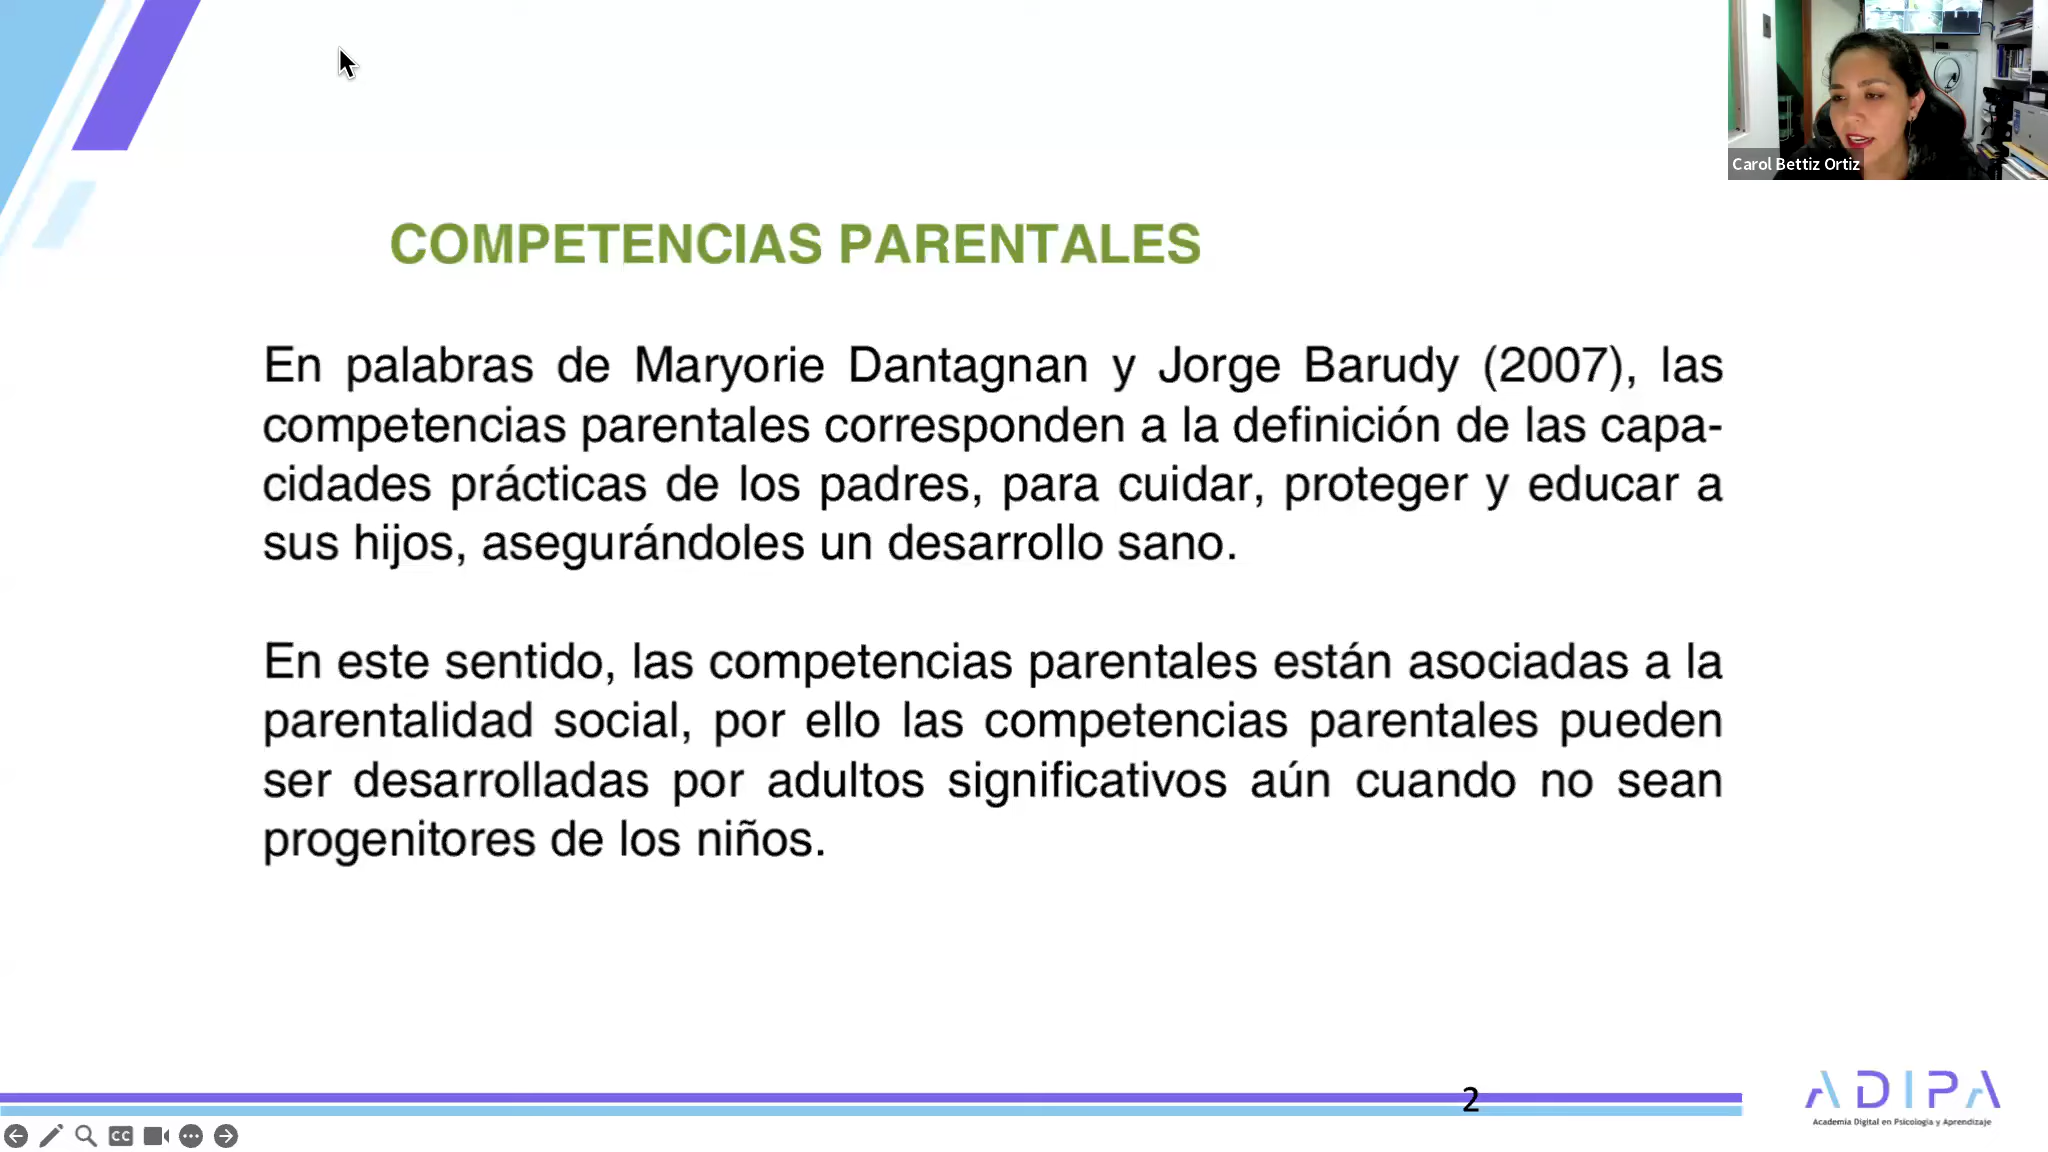 Carol Bettiz Ortiz
COMPETENCIAS PARENTALES
En palabras de Maryorie Dantagnan y Jorge Barudy (2007), las
competencias parentales corresponden a la definición de las capa-
cidades prácticas de los padres, para cuidar, proteger y educar a
sus hijos, asegurándoles un desarrollo sano.
En este sentido, las competencias parentales están asociadas a la
parentalidad social, por ello las competencias parentales pueden
ser desarrolladas por adultos significativos aún cuando no sean
progenitores de los niños.
2
ADIPA
Academia Digital en Psicología y Aprendizaje
CC